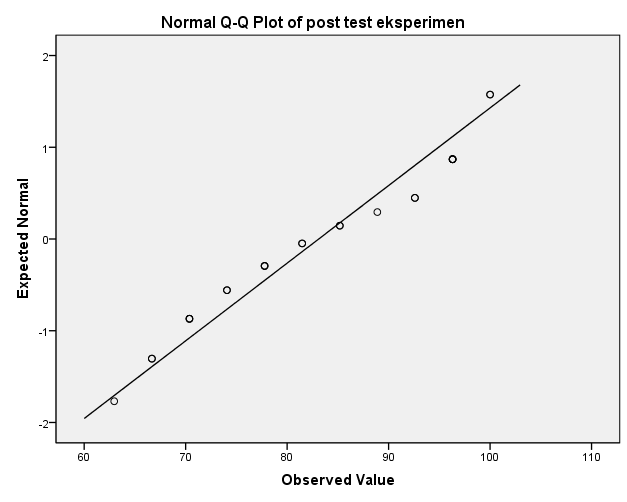 Normal Q-Q Plot of post test eksperimen
Expected Normal
2
1
0
-1
-2
60 70 80 90 100 110
Observed Value